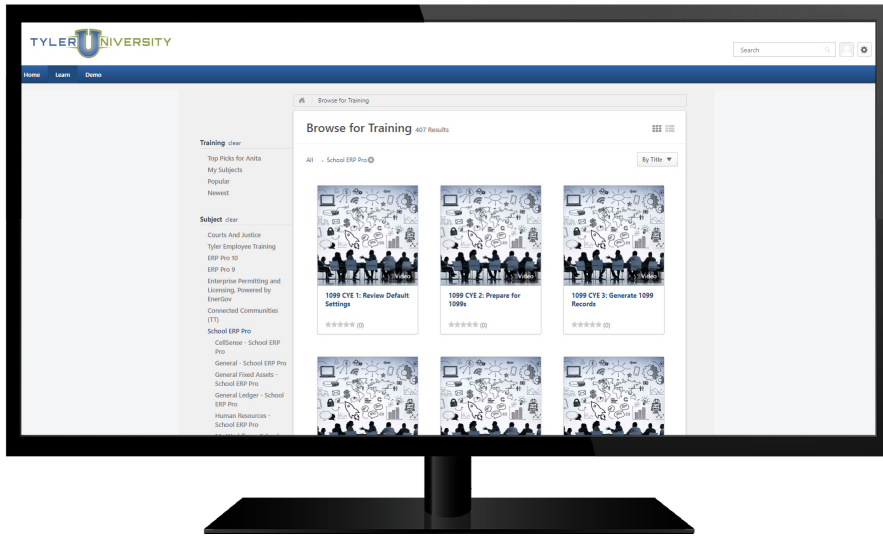 TYLER UNIVERSITY
Search
Home Learn Demo
Browse for Training
Browse for Training 407 Results
Training clear
Top Picks for Anita
My Subjects
Popular
Newest
All School ERP Pro
By Title
Subject clear
Courts And Justice
Tyler Employee Training
ERP Pro 10
ERP Pro 9
Enterprise Permitting and
Licensing, Powered by
EnerGov
Connected Communities
(TT)
School ERP Pro
CellSense - School ERP
Pro
General - School ERP Pro
General Fixed Assets -
School ERP Pro
General Ledger - School
ERP Pro
Human Resources -
School ERP Pro
Video
1099 CYE 1: Review Default
Settings
(0)
Video
1099 CYE 2: Prepare for
1099s
(0)
Video
1099 CYE 3: Generate 1099
Records
(0)